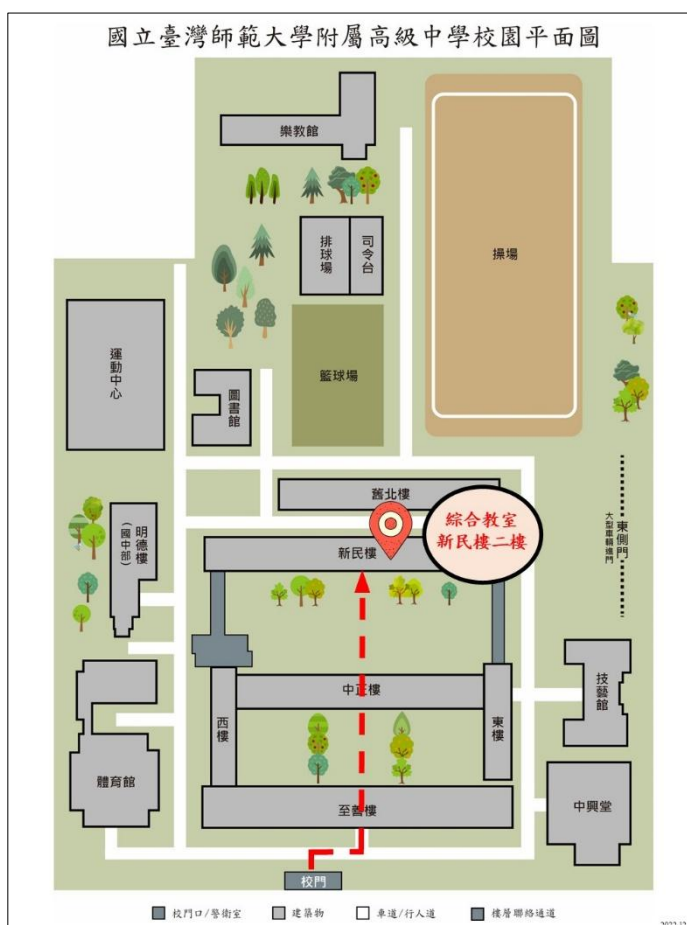 國立臺灣師範大學附屬高級中學校園平面圖
樂教館
排球場
司令台
操場
運動中心
籃球場
圖書館
舊北樓
綜合教室
新民樓二樓
新民樓
明德樓
(國中部)
東側門
大型車輛進門
中正樓
西樓
東樓
技藝館
體育館
至善樓
中興堂
校門
校門口/警衛室
建築物
車道/行人道
樓層聯絡通道